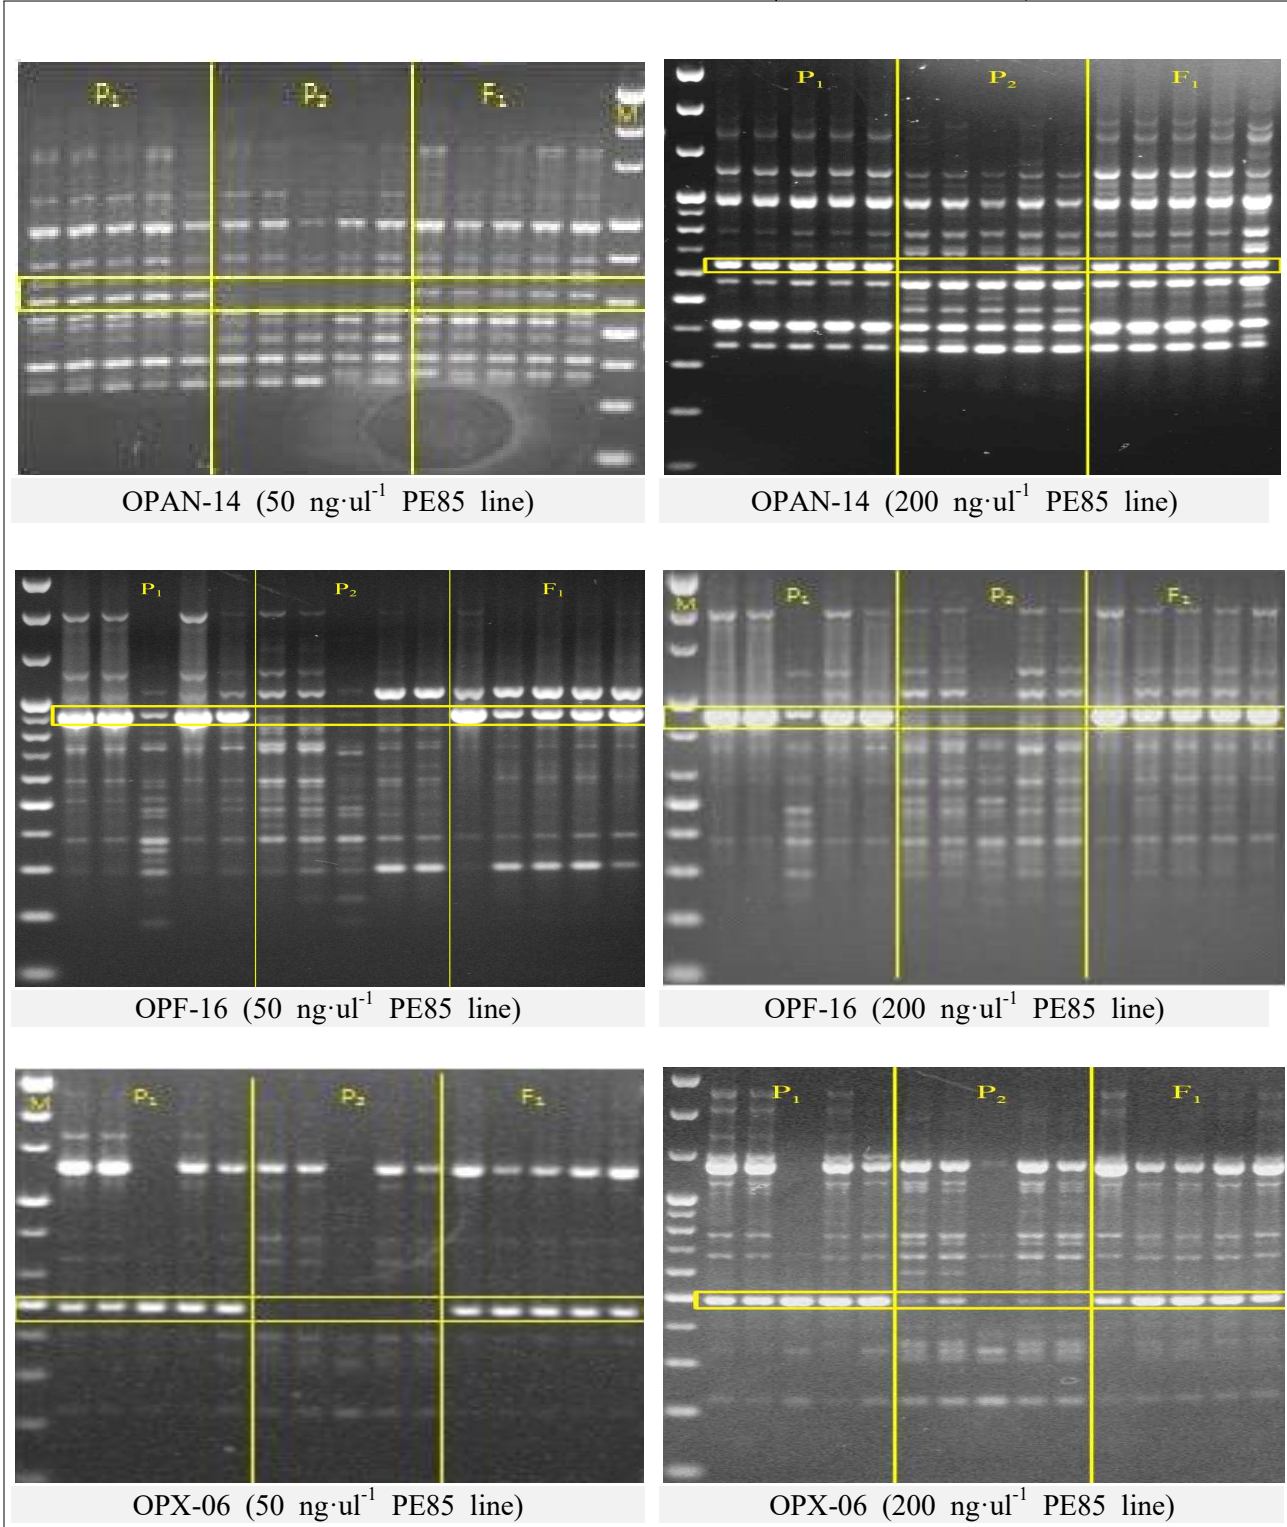 P₁ P₂ F₁ M
P₁ P₂ F₁
OPAN-14 (50 ng·ul⁻¹ PE85 line)
OPAN-14 (200 ng·ul⁻¹ PE85 line)
P₁ P₂ F₁
M P₁ P₂ F₁
OPF-16 (50 ng·ul⁻¹ PE85 line)
OPF-16 (200 ng·ul⁻¹ PE85 line)
M P₁ P₂ F₁
P₁ P₂ F₁
OPX-06 (50 ng·ul⁻¹ PE85 line)
OPX-06 (200 ng·ul⁻¹ PE85 line)